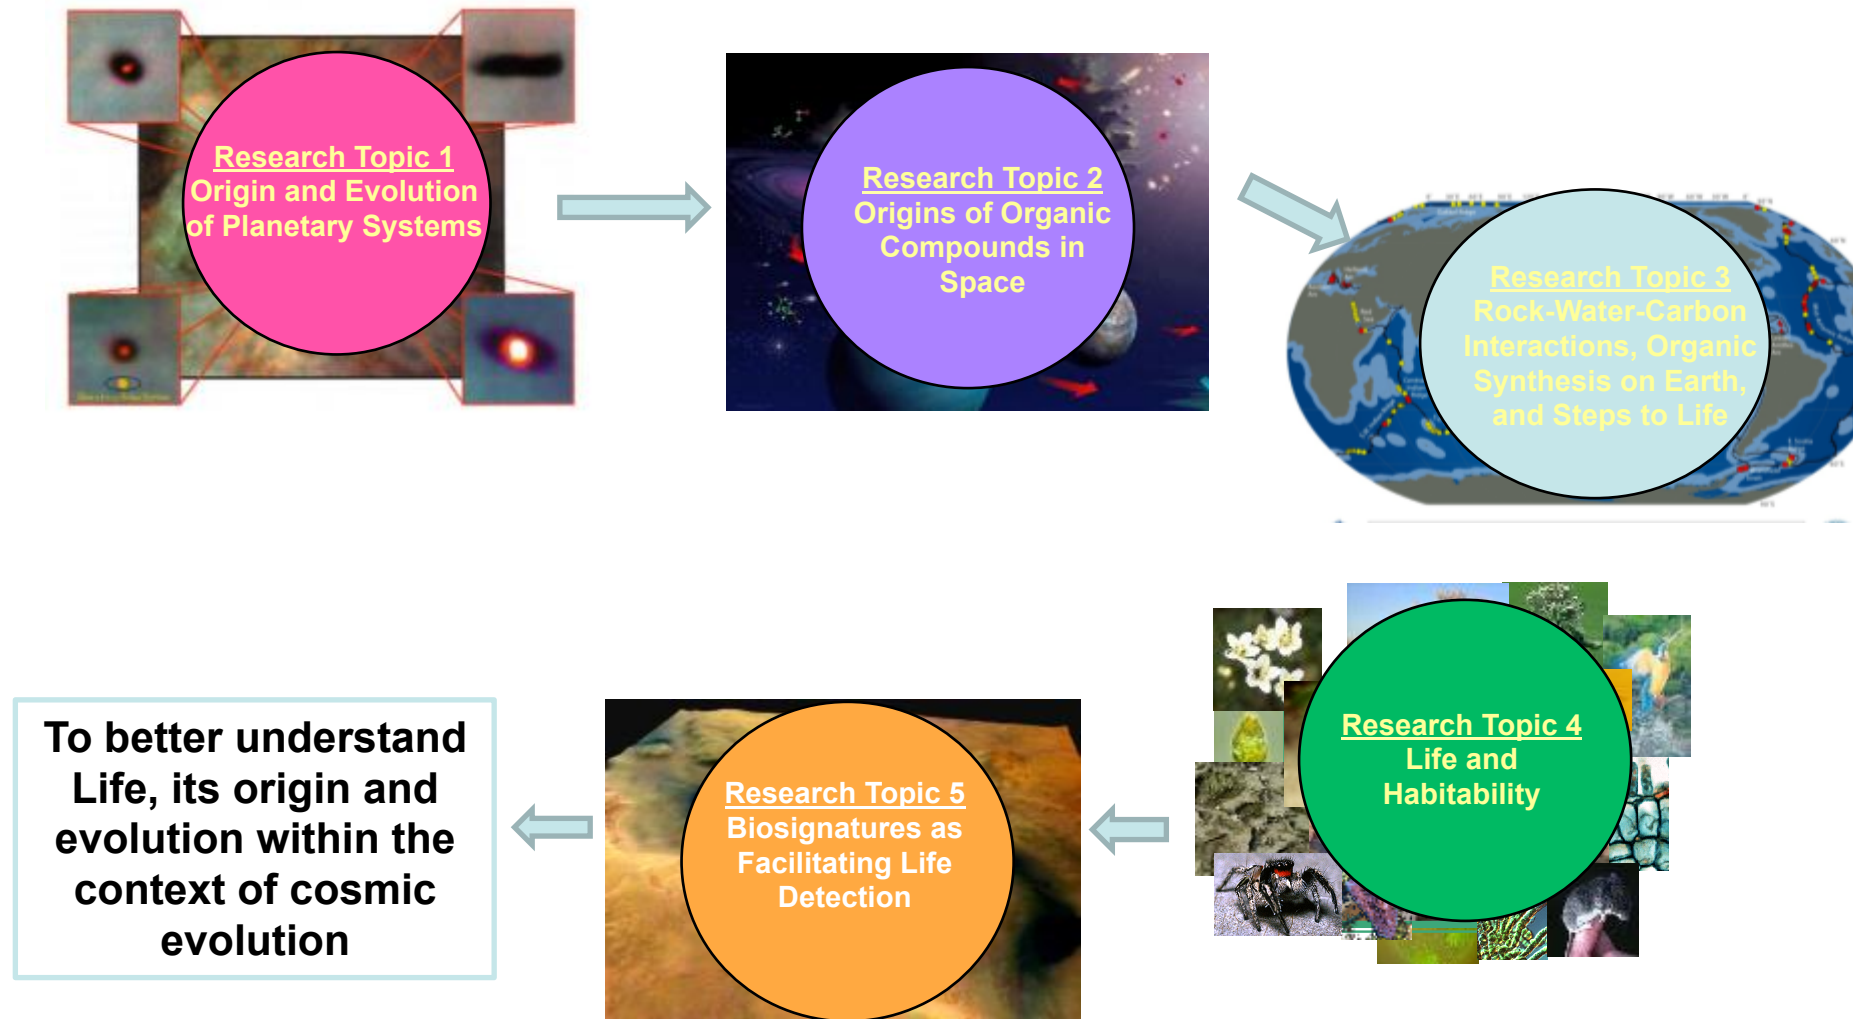 Research Topic 1
Origin and Evolution
of Planetary Systems
Research Topic 2
Origins of Organic
Compounds in
Space
Research Topic 3
Rock-Water-Carbon
Interactions, Organic
Synthesis on Earth,
and Steps to Life
Research Topic 4
Life and
Habitability
Research Topic 5
Biosignatures as
Facilitating Life
Detection
To better understand
Life, its origin and
evolution within the
context of cosmic
evolution